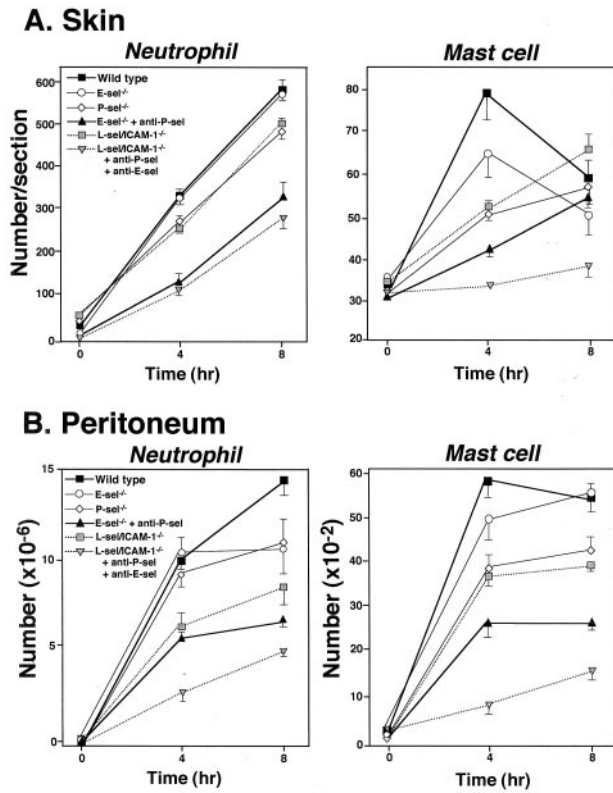 A. Skin
Neutrophil
Mast cell
Number/section
600
500
400
300
200
100
0
Wild type
E-sel-/-
P-sel-/-
E-sel-/- + anti-P-sel
L-sel/ICAM-1-/-
L-sel/ICAM-1-/-
+ anti-P-sel
+ anti-E-sel
0 4 8
Time (hr)
80
70
60
50
40
30
20
0 4 8
Time (hr)
B. Peritoneum
Neutrophil
Mast cell
Number (x10-6)
15
10
5
0
Wild type
E-sel-/-
P-sel-/-
E-sel-/- + anti-P-sel
L-sel/ICAM-1-/-
L-sel/ICAM-1-/-
+ anti-P-sel
+ anti-E-sel
0 4 8
Time (hr)
Number (x10-2)
60
50
40
30
20
10
0
0 4 8
Time (hr)